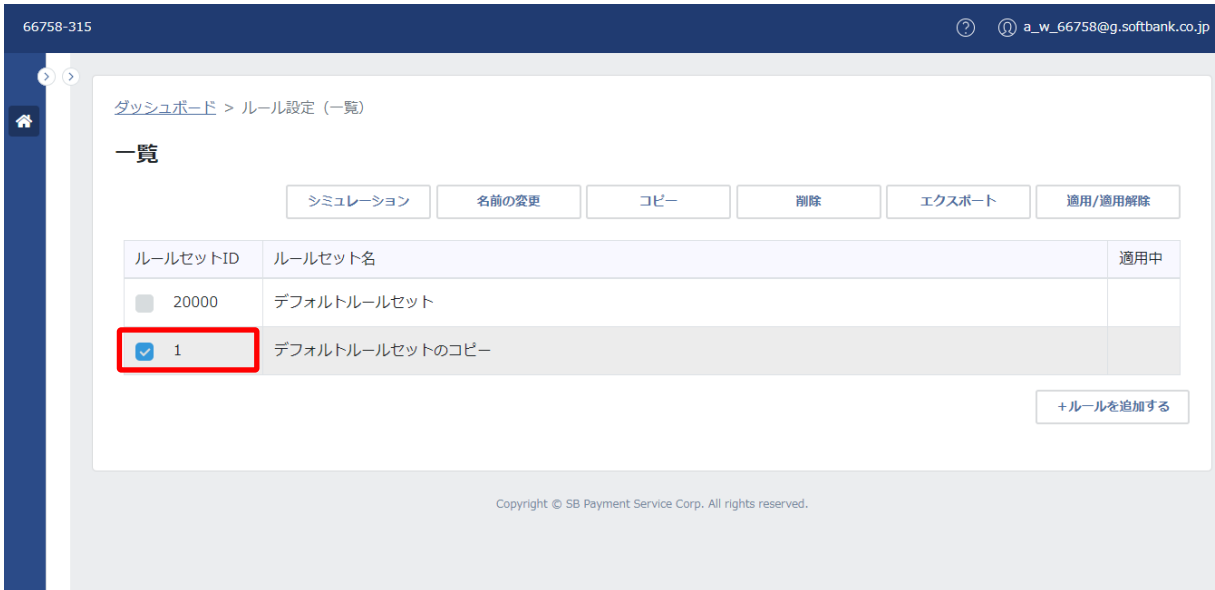 66758-315
a_w_66758@g.softbank.co.jp
ダッシュボード > ルール設定（一覧）
一覧
シミュレーション 名前の変更 コピー 削除 エクスポート 適用/適用解除
ルールセットID ルールセット名 適用中
20000 デフォルトルールセット
1 デフォルトルールセットのコピー
+ルールを追加する
Copyright © SB Payment Service Corp. All rights reserved.